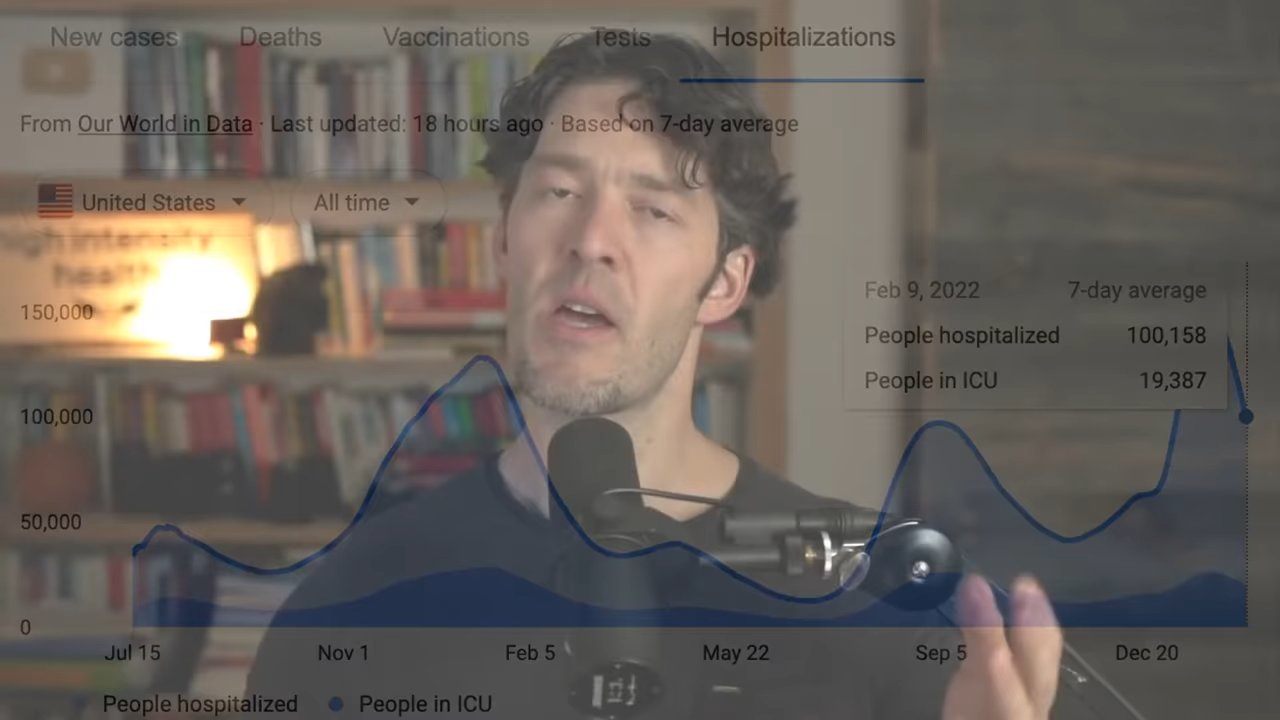 New cases Deaths Vaccinations Tests Hospitalizations
From Our World in Data · Last updated: 18 hours ago · Based on 7-day average
United States All time
high intensity
health
Feb 9, 2022 7-day average
150,000
People hospitalized 100,158
People in ICU 19,387
100,000
50,000
0
Jul 15 Nov 1 Feb 5 May 22 Sep 5 Dec 20
People hospitalized People in ICU